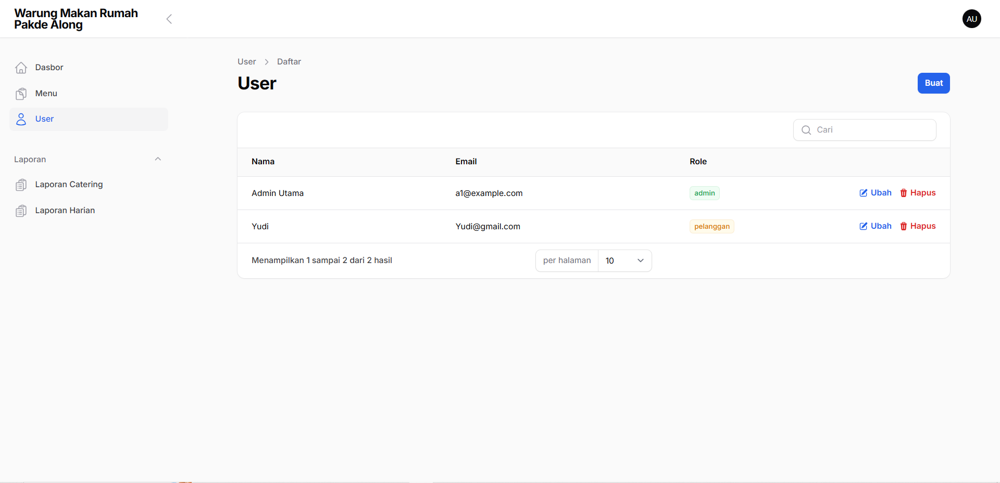 Warung Makan Rumah
Pakde Along
AU
Dasbor
Menu
User
Laporan
Laporan Catering
Laporan Harian
User > Daftar
User
Buat
Cari
Nama Email Role
Admin Utama a1@example.com admin Ubah Hapus
Yudi Yudi@gmail.com pelanggan Ubah Hapus
Menampilkan 1 sampai 2 dari 2 hasil per halaman 10